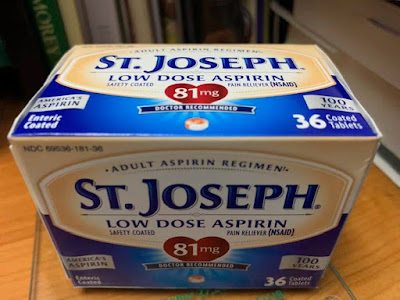 MOREY
ADULT ASPIRIN REGIMEN
ST. JOSEPH®
LOW DOSE ASPIRIN
SAFETY COATED PAIN RELIEVER (NSAID)
81mg
DOCTOR RECOMMENDED
AMERICA'S ASPIRIN
Enteric Coated
100 YEARS
36 Coated Tablets
NDC 69536-181-36
ADULT ASPIRIN REGIMEN
ST. JOSEPH®
LOW DOSE ASPIRIN
SAFETY COATED PAIN RELIEVER (NSAID)
81mg
DOCTOR RECOMMENDED
AMERICA'S ASPIRIN
Enteric Coated
100 YEARS
36 Coated Tablets